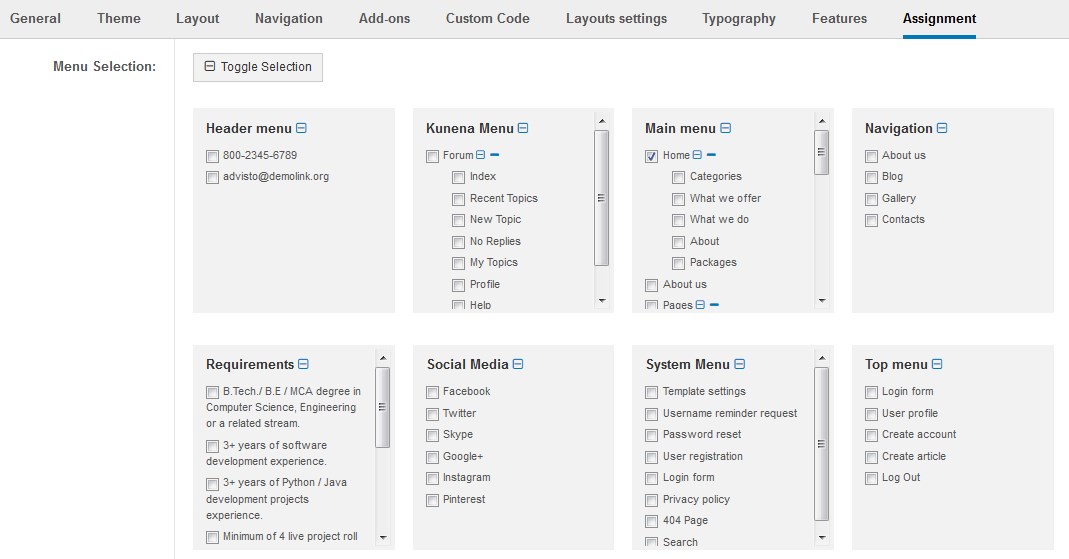 General Theme Layout Navigation Add-ons Custom Code Layouts settings Typography Features Assignment
Menu Selection:
Toggle Selection
Header menu
800-2345-6789
advisto@demolink.org
Kunena Menu
Forum
Index
Recent Topics
New Topic
No Replies
My Topics
Profile
Help
Main menu
Home
Categories
What we offer
What we do
About
Packages
About us
Pages
Navigation
About us
Blog
Gallery
Contacts
Requirements
B.Tech./ B.E / MCA degree in
Computer Science, Engineering
or a related stream.
3+ years of software
development experience.
3+ years of Python / Java
development projects
experience.
Minimum of 4 live project roll
Social Media
Facebook
Twitter
Skype
Google+
Instagram
Pinterest
System Menu
Template settings
Username reminder request
Password reset
User registration
Login form
Privacy policy
404 Page
Search
Top menu
Login form
User profile
Create account
Create article
Log Out